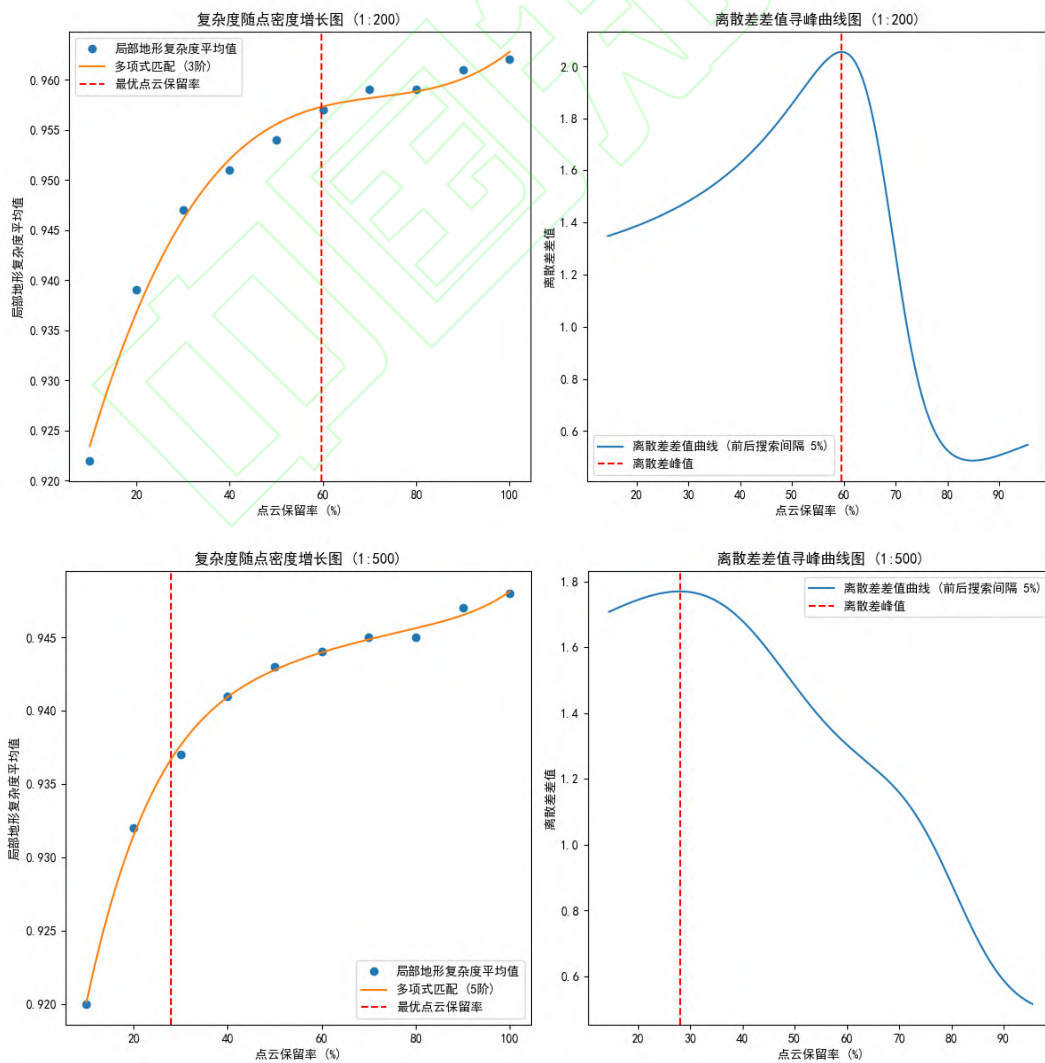 复杂度随点密度增长图 (1:200)
局部地形复杂度平均值
多项式匹配 (3阶)
最优点云保留率
局部地形复杂度平均值
0.960
0.955
0.950
0.945
0.940
0.935
0.930
0.925
0.920
20
40
60
80
100
点云保留率 (%)
离散差差值寻峰曲线图 (1:200)
离散差差值
2.0
1.8
1.6
1.4
1.2
1.0
0.8
0.6
离散差差值曲线 (前后搜索间隔 5%)
离散差峰值
20
30
40
50
60
70
80
90
点云保留率 (%)
复杂度随点密度增长图 (1:500)
局部地形复杂度平均值
0.945
0.940
0.935
0.930
0.925
0.920
局部地形复杂度平均值
多项式匹配 (5阶)
最优点云保留率
20
40
60
80
100
点云保留率 (%)
离散差差值寻峰曲线图 (1:500)
离散差差值曲线 (前后搜索间隔 5%)
离散差峰值
离散差差值
1.8
1.6
1.4
1.2
1.0
0.8
0.6
20
30
40
50
60
70
80
90
点云保留率 (%)